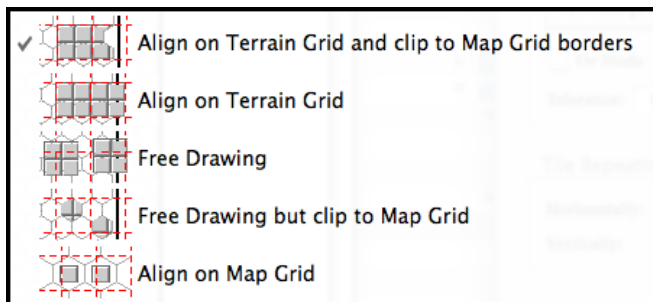 Align on Terrain Grid and clip to Map Grid borders
Align on Terrain Grid
Free Drawing
Free Drawing but clip to Map Grid
Align on Map Grid